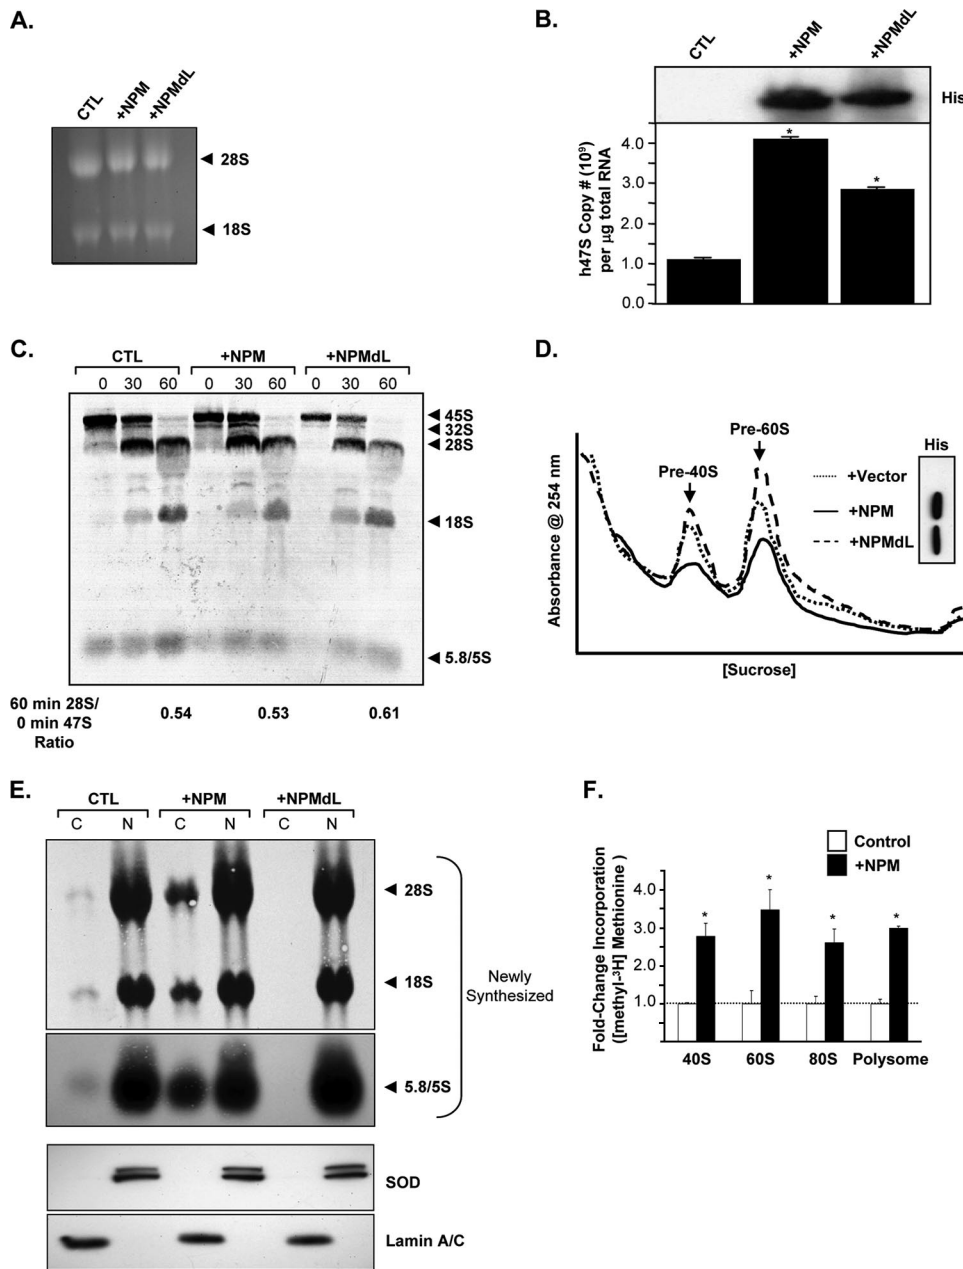 A.
CTL +NPM +NPMdL
28S
18S
B.
CTL +NPM +NPMdL
His
h47S Copy # (10⁹)
per μg total RNA
4.0
3.0
2.0
1.0
0.0
* *
C.
CTL +NPM +NPMdL
0 30 60 0 30 60 0 30 60
45S
32S
28S
18S
5.8/5S
60 min 28S/
0 min 47S
Ratio
0.54 0.53 0.61
D.
Absorbance @ 254 nm
Pre-40S
Pre-60S
His
+Vector
+NPM
+NPMdL
[Sucrose]
E.
CTL +NPM +NPMdL
C N C N C N
28S
18S
5.8/5S
Newly
Synthesized
SOD
Lamin A/C
F.
Control
+NPM
Fold-Change Incorporation
([methyl-³H] Methionine )
4.0
3.0
2.0
1.0
* * * *
40S 60S 80S Polysome